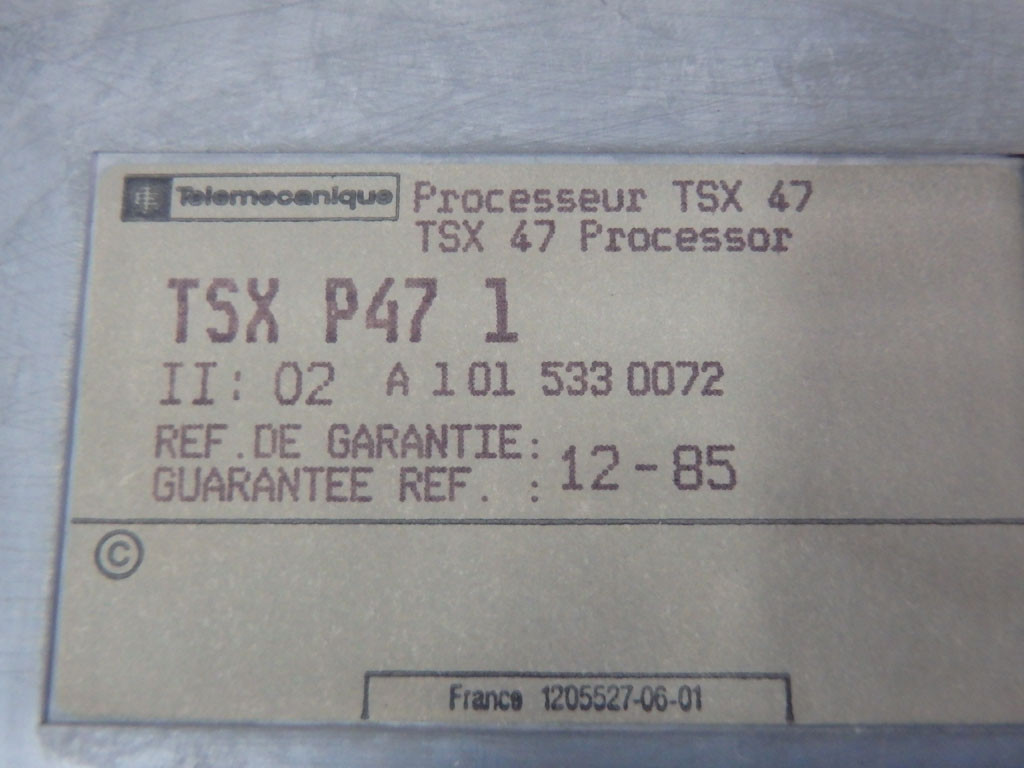 Telemecanique Processeur TSX 47
TSX 47 Processor
TSX P47 1
II: 02 A 1 01 533 0072
REF.DE GARANTIE:
GUARANTEE REF. : 12-85
©
France 1205527-06-01